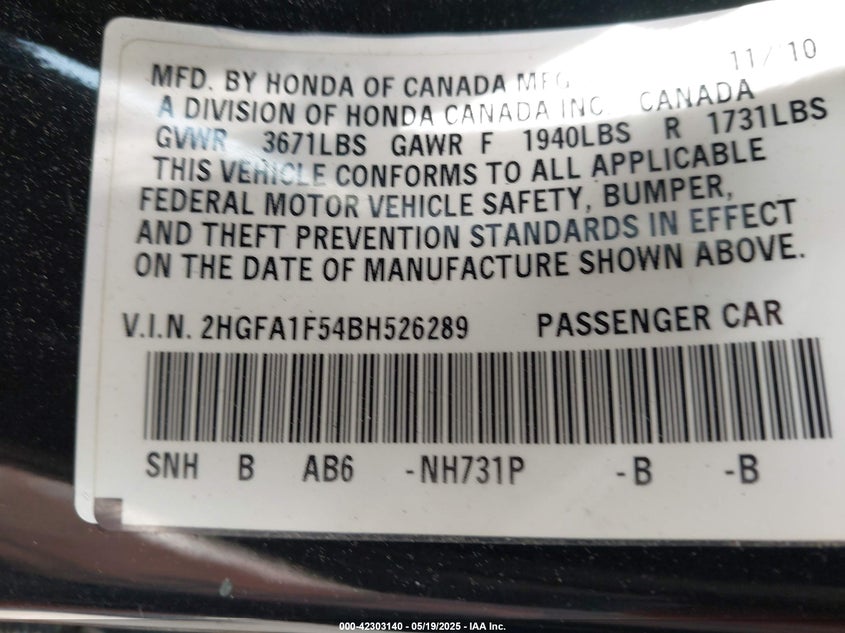 MFD. BY HONDA OF CANADA MFG 11/10
A DIVISION OF HONDA CANADA INC. CANADA
GVWR 3671LBS GAWR F 1940LBS R 1731LBS
THIS VEHICLE CONFORMS TO ALL APPLICABLE
FEDERAL MOTOR VEHICLE SAFETY, BUMPER,
AND THEFT PREVENTION STANDARDS IN EFFECT
ON THE DATE OF MANUFACTURE SHOWN ABOVE.
V.I.N. 2HGFA1F54BH526289 PASSENGER CAR
SNH B AB6 -NH731P -B -B
000-42303140 - 05/19/2025 - IAA Inc.